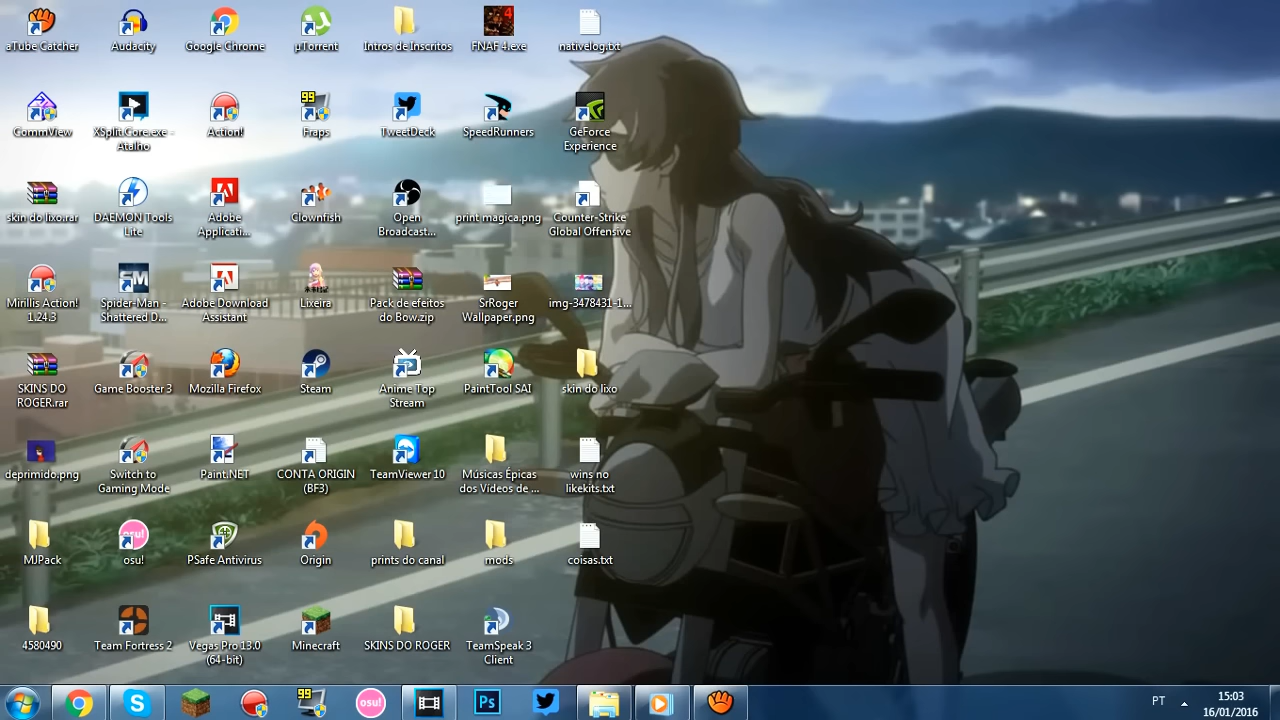 aTube Catcher
Audacity
Google Chrome
µTorrent
Intros de Inscritos
FNAF 4.exe
nativelog.txt
CommView
XSplit.Core.exe -
Atalho
Action!
Fraps
TweetDeck
SpeedRunners
GeForce
Experience
skin do lixo.rar
DAEMON Tools
Lite
Adobe
Applicati...
Clownfish
Open
Broadcast...
print magica.png
Counter-Strike
Global Offensive
Mirillis Action!
1.24.3
Spider-Man -
Shattered D...
Adobe Download
Assistant
Lixeira
Pack de efeitos
do Bow.zip
SrRoger
Wallpaper.png
img-3478431-1...
SKINS DO
ROGER.rar
Game Booster 3
Mozilla Firefox
Steam
Anime Top
Stream
PaintTool SAI
skin do lixo
deprimido.png
Switch to
Gaming Mode
Paint.NET
CONTA ORIGIN
(BF3)
TeamViewer 10
Músicas Épicas
dos Vídeos de ...
wins no
likekits.txt
MJPack
osu!
osu!
PSafe Antivirus
Origin
prints do canal
mods
coisas.txt
4580490
Team Fortress 2
Vegas Pro 13.0
(64-bit)
Minecraft
SKINS DO ROGER
TeamSpeak 3
Client
99
osu!
Ps
PT
15:03
16/01/2016